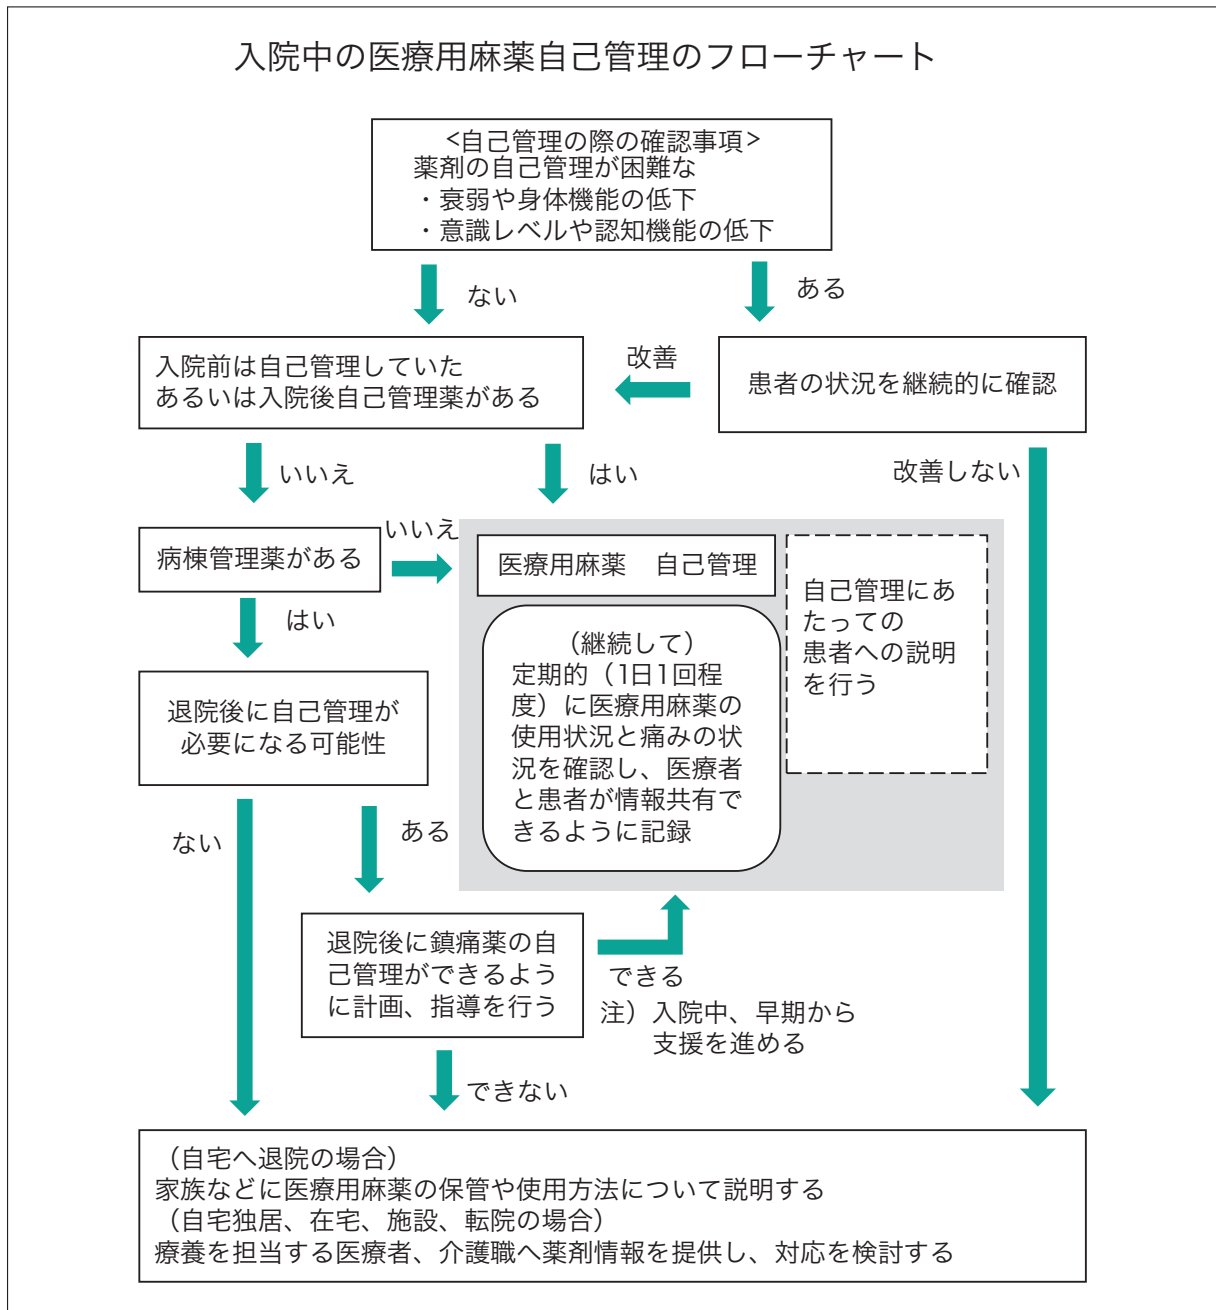 入院中の医療用麻薬自己管理のフローチャート
<自己管理の際の確認事項>
薬剤の自己管理が困難な
・衰弱や身体機能の低下
・意識レベルや認知機能の低下
ない
ある
入院前は自己管理していた
あるいは入院後自己管理薬がある
改善
患者の状況を継続的に確認
いいえ
はい
改善しない
病棟管理薬がある
いいえ
医療用麻薬　自己管理
自己管理にあ
たっての
患者への説明
を行う
はい
（継続して）
定期的（1日1回程
度）に医療用麻薬の
使用状況と痛みの状
況を確認し、医療者
と患者が情報共有で
きるように記録
退院後に自己管理が
必要になる可能性
ない
ある
退院後に鎮痛薬の自
己管理ができるよう
に計画、指導を行う
できる
注）入院中、早期から
支援を進める
できない
（自宅へ退院の場合）
家族などに医療用麻薬の保管や使用方法について説明する
（自宅独居、在宅、施設、転院の場合）
療養を担当する医療者、介護職へ薬剤情報を提供し、対応を検討する